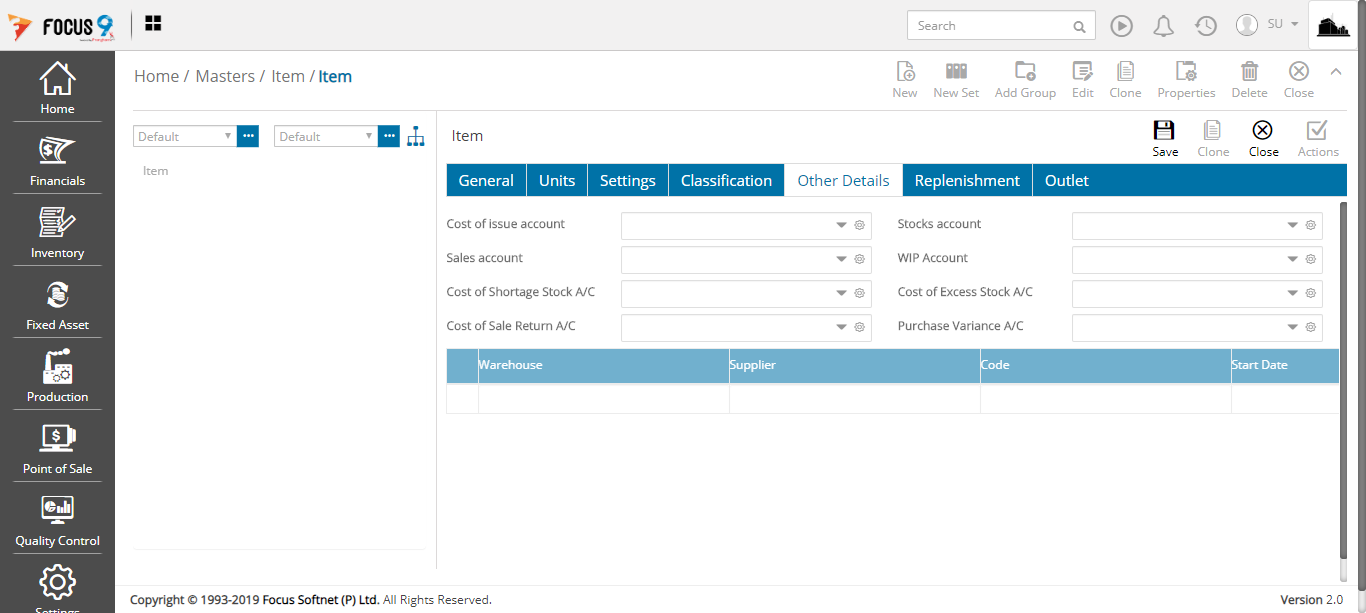 FOCUS 9
Search
SU
Home
Financials
Inventory
Fixed Asset
Production
Point of Sale
Quality Control
Settings
Home / Masters / Item / Item
New
New Set
Add Group
Edit
Clone
Properties
Delete
Close
Default
Default
Item
Item
Save
Clone
Close
Actions
General
Units
Settings
Classification
Other Details
Replenishment
Outlet
Cost of issue account
Stocks account
Sales account
WIP Account
Cost of Shortage Stock A/C
Cost of Excess Stock A/C
Cost of Sale Return A/C
Purchase Variance A/C
Warehouse
Supplier
Code
Start Date
Copyright © 1993-2019 Focus Softnet (P) Ltd. All Rights Reserved.
Version 2.0